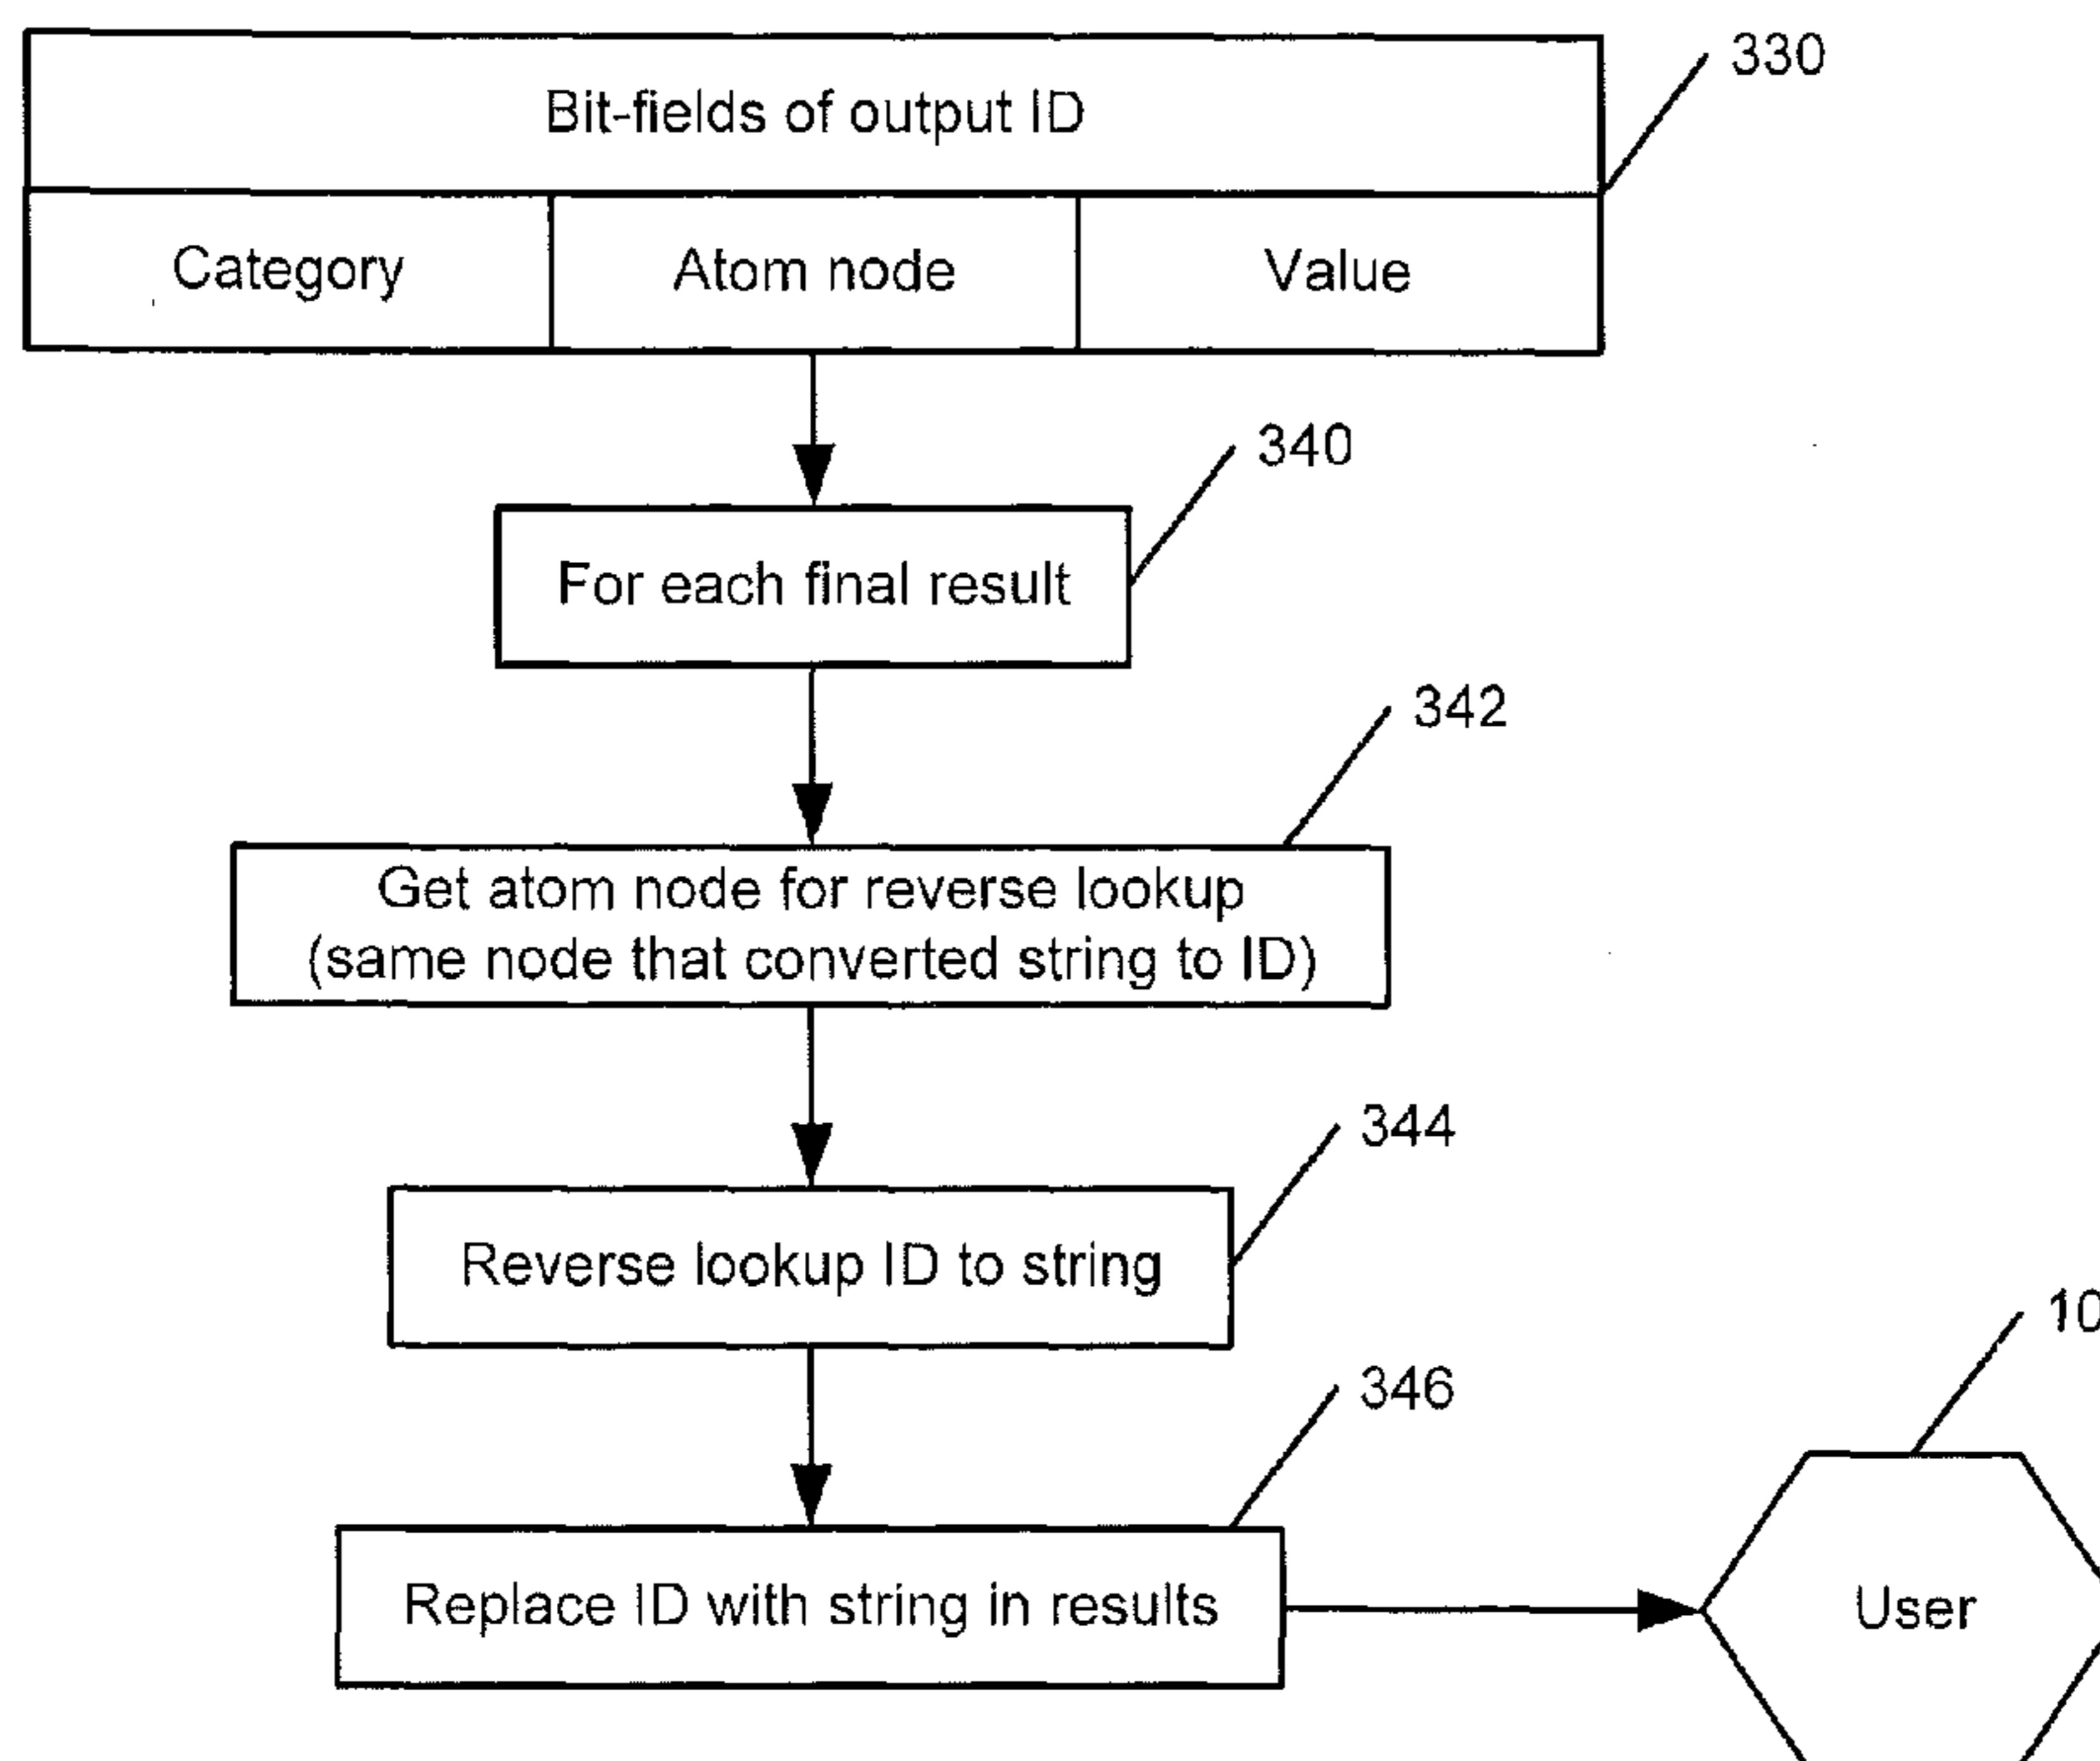 330
Bit-fields of output ID
Category Atom node Value
340
For each final result
342
Get atom node for reverse lookup
(same node that converted string to ID)
344
Reverse lookup ID to string
10
346
Replace ID with string in results
User